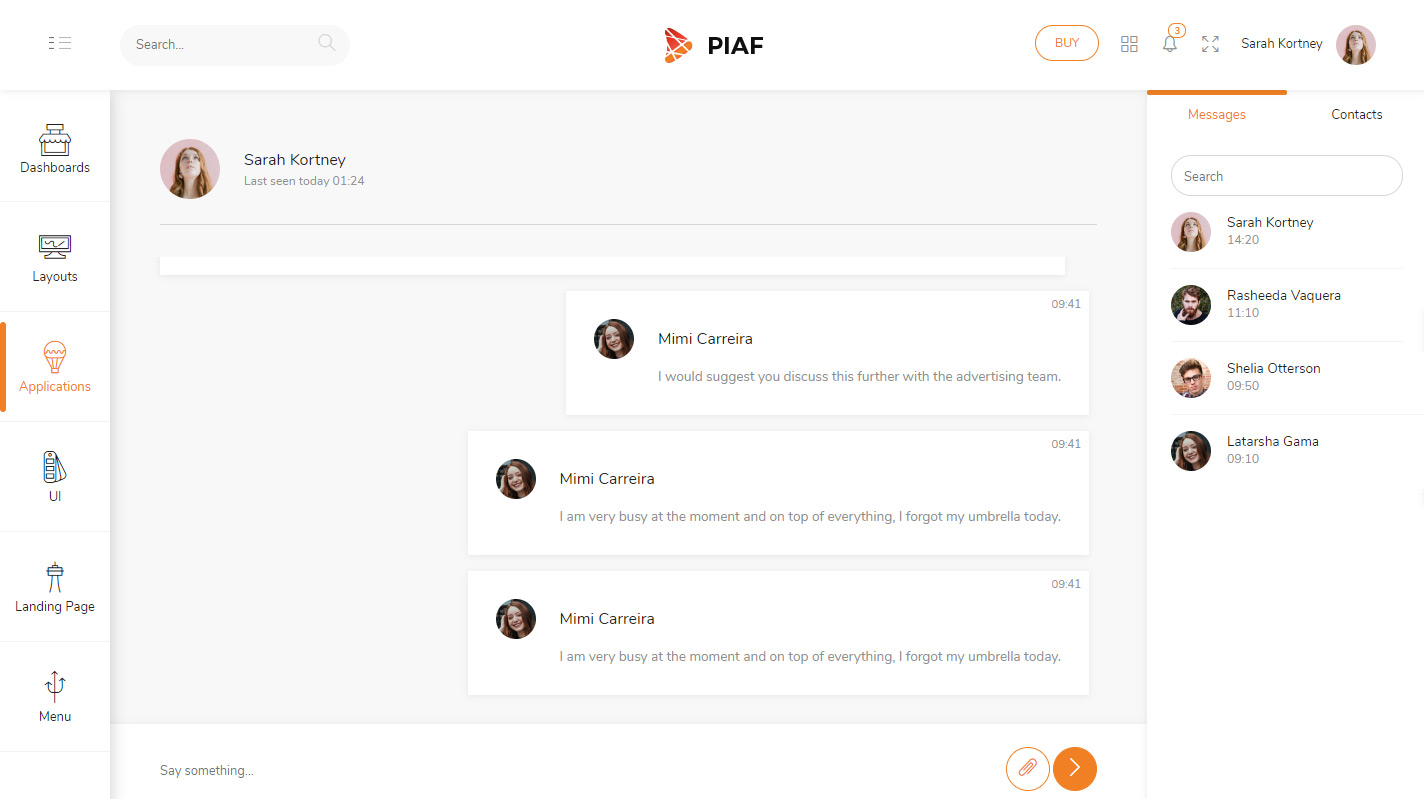 Search...
PIAF
BUY
3
Sarah Kortney
Dashboards
Layouts
Applications
UI
Landing Page
Menu
Sarah Kortney
Last seen today 01:24
09:41
Mimi Carreira
I would suggest you discuss this further with the advertising team.
09:41
Mimi Carreira
I am very busy at the moment and on top of everything, I forgot my umbrella today.
09:41
Mimi Carreira
I am very busy at the moment and on top of everything, I forgot my umbrella today.
Say something...
Messages
Contacts
Search
Sarah Kortney
14:20
Rasheeda Vaquera
11:10
Shelia Otterson
09:50
Latarsha Gama
09:10